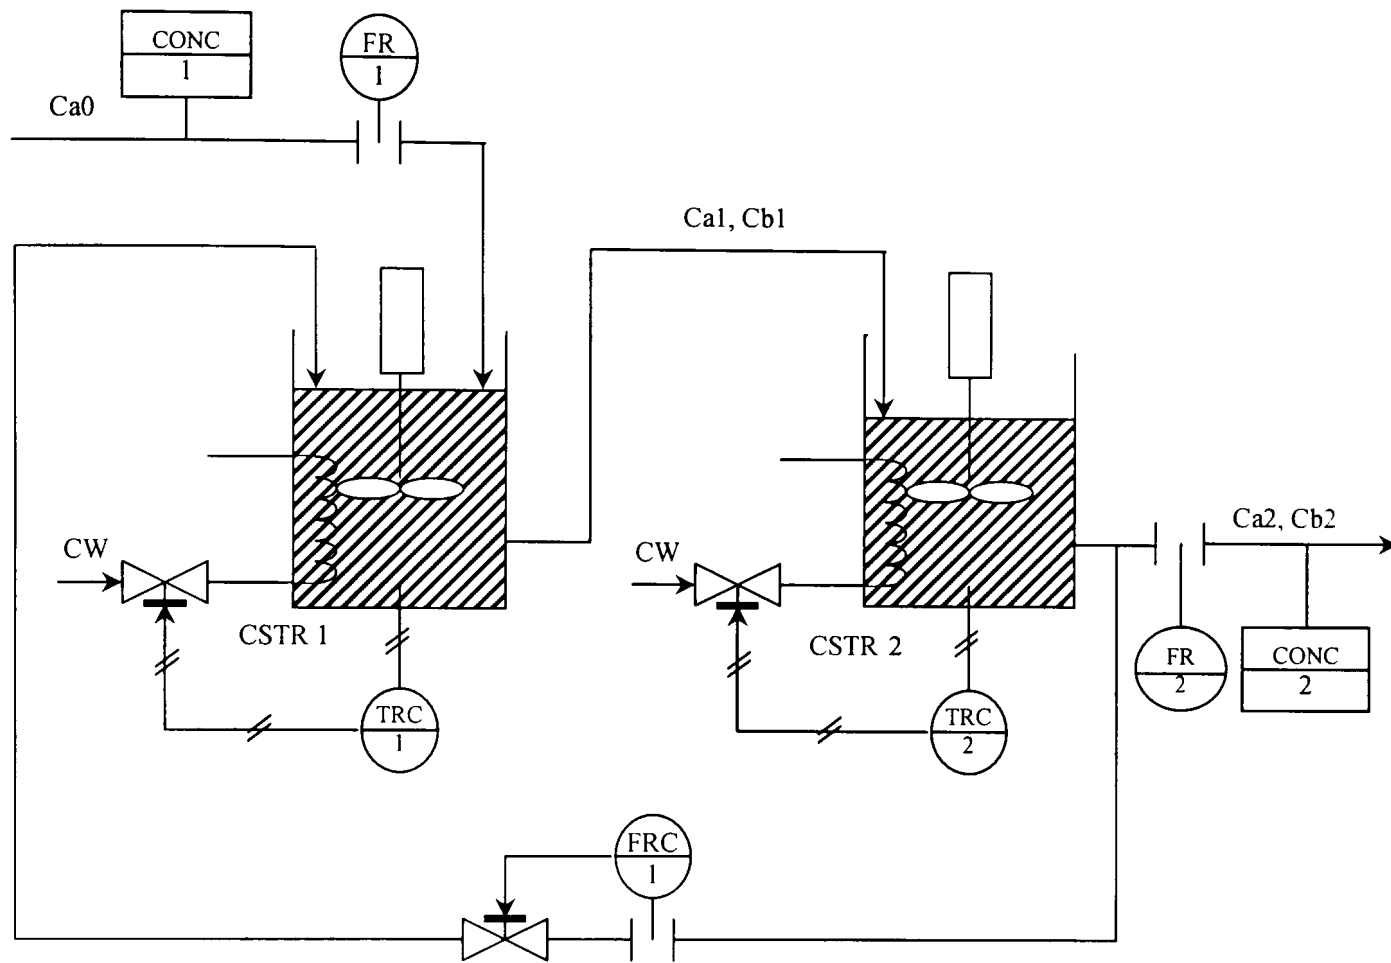 CONC
1
FR
1
Ca0
Ca1, Cb1
CW
CSTR 1
TRC
1
CW
CSTR 2
TRC
2
Ca2, Cb2
FR
2
CONC
2
FRC
1